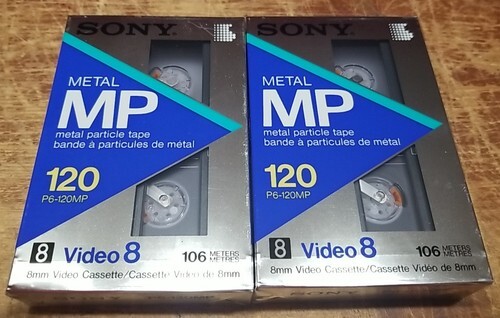 SONY
METAL
MP
metal particle tape
bande à particules de métal
120
P6-120MP
8 Video 8
106 METERS
METRES
8mm Video Cassette/Cassette Vidéo de 8mm
SONY
METAL
MP
metal particle tape
bande à particules de métal
120
P6-120MP
8 Video 8
106 METERS
METRES
8mm Video Cassette/Cassette Vidéo de 8mm